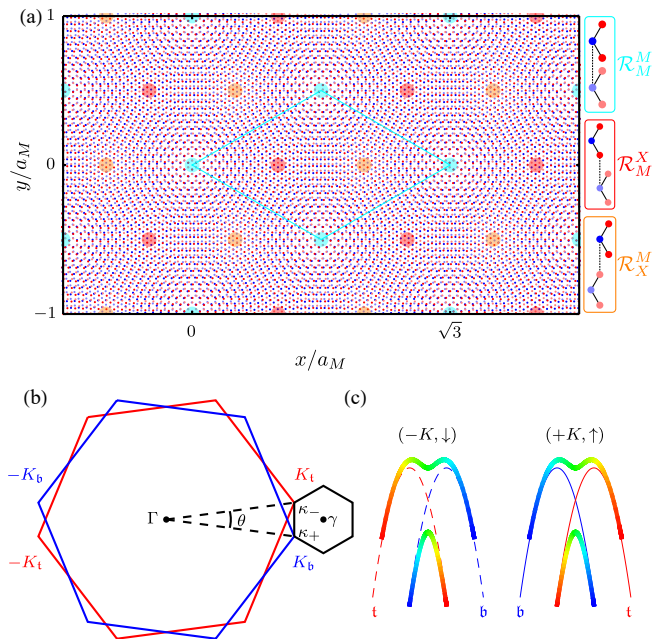 (a)
1
0
−1
y/a_M
0
√3
x/a_M
ℛ_M^M
ℛ_M^X
ℛ_X^M
(b)
−K_𝔟
−K_𝔱
Γ
θ
K_𝔱
κ_−
γ
κ_+
K_𝔟
(c)
(−K, ↓)
(+K, ↑)
𝔱
𝔟
𝔟
𝔱